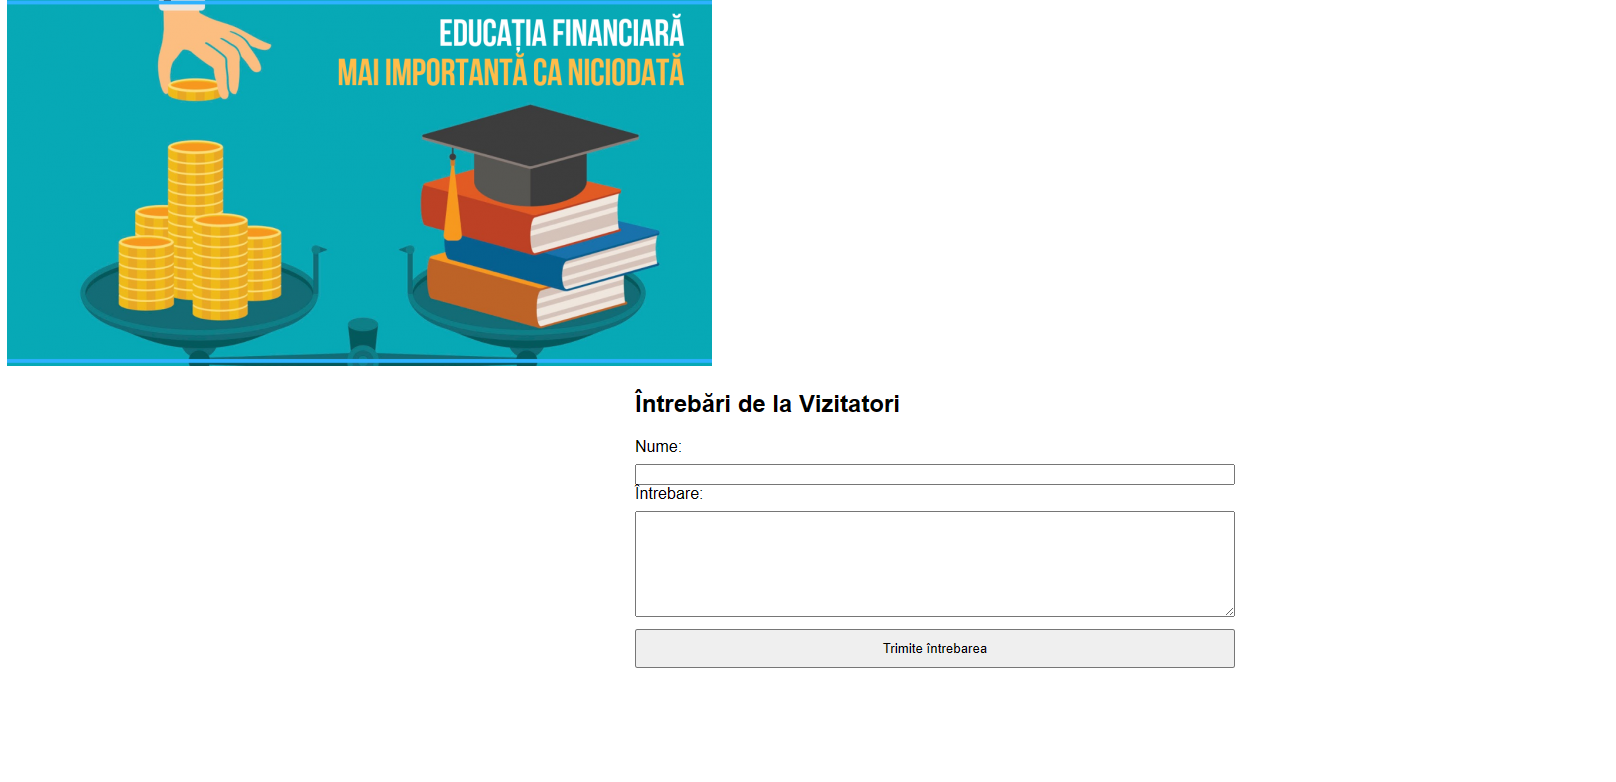 EDUCAȚIA FINANCIARĂ
MAI IMPORTANTĂ CA NICIODATĂ
Întrebări de la Vizitatori
Nume:
Întrebare:
Trimite întrebarea